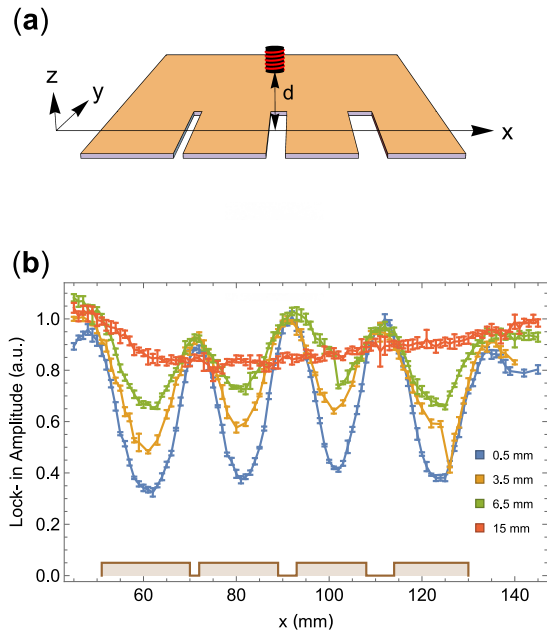 (a)
z
y
d
x
(b)
Lock- in Amplitude (a.u.)
1.0
0.8
0.6
0.4
0.2
0.0
0.5 mm
3.5 mm
6.5 mm
15 mm
60 80 100 120 140
x (mm)